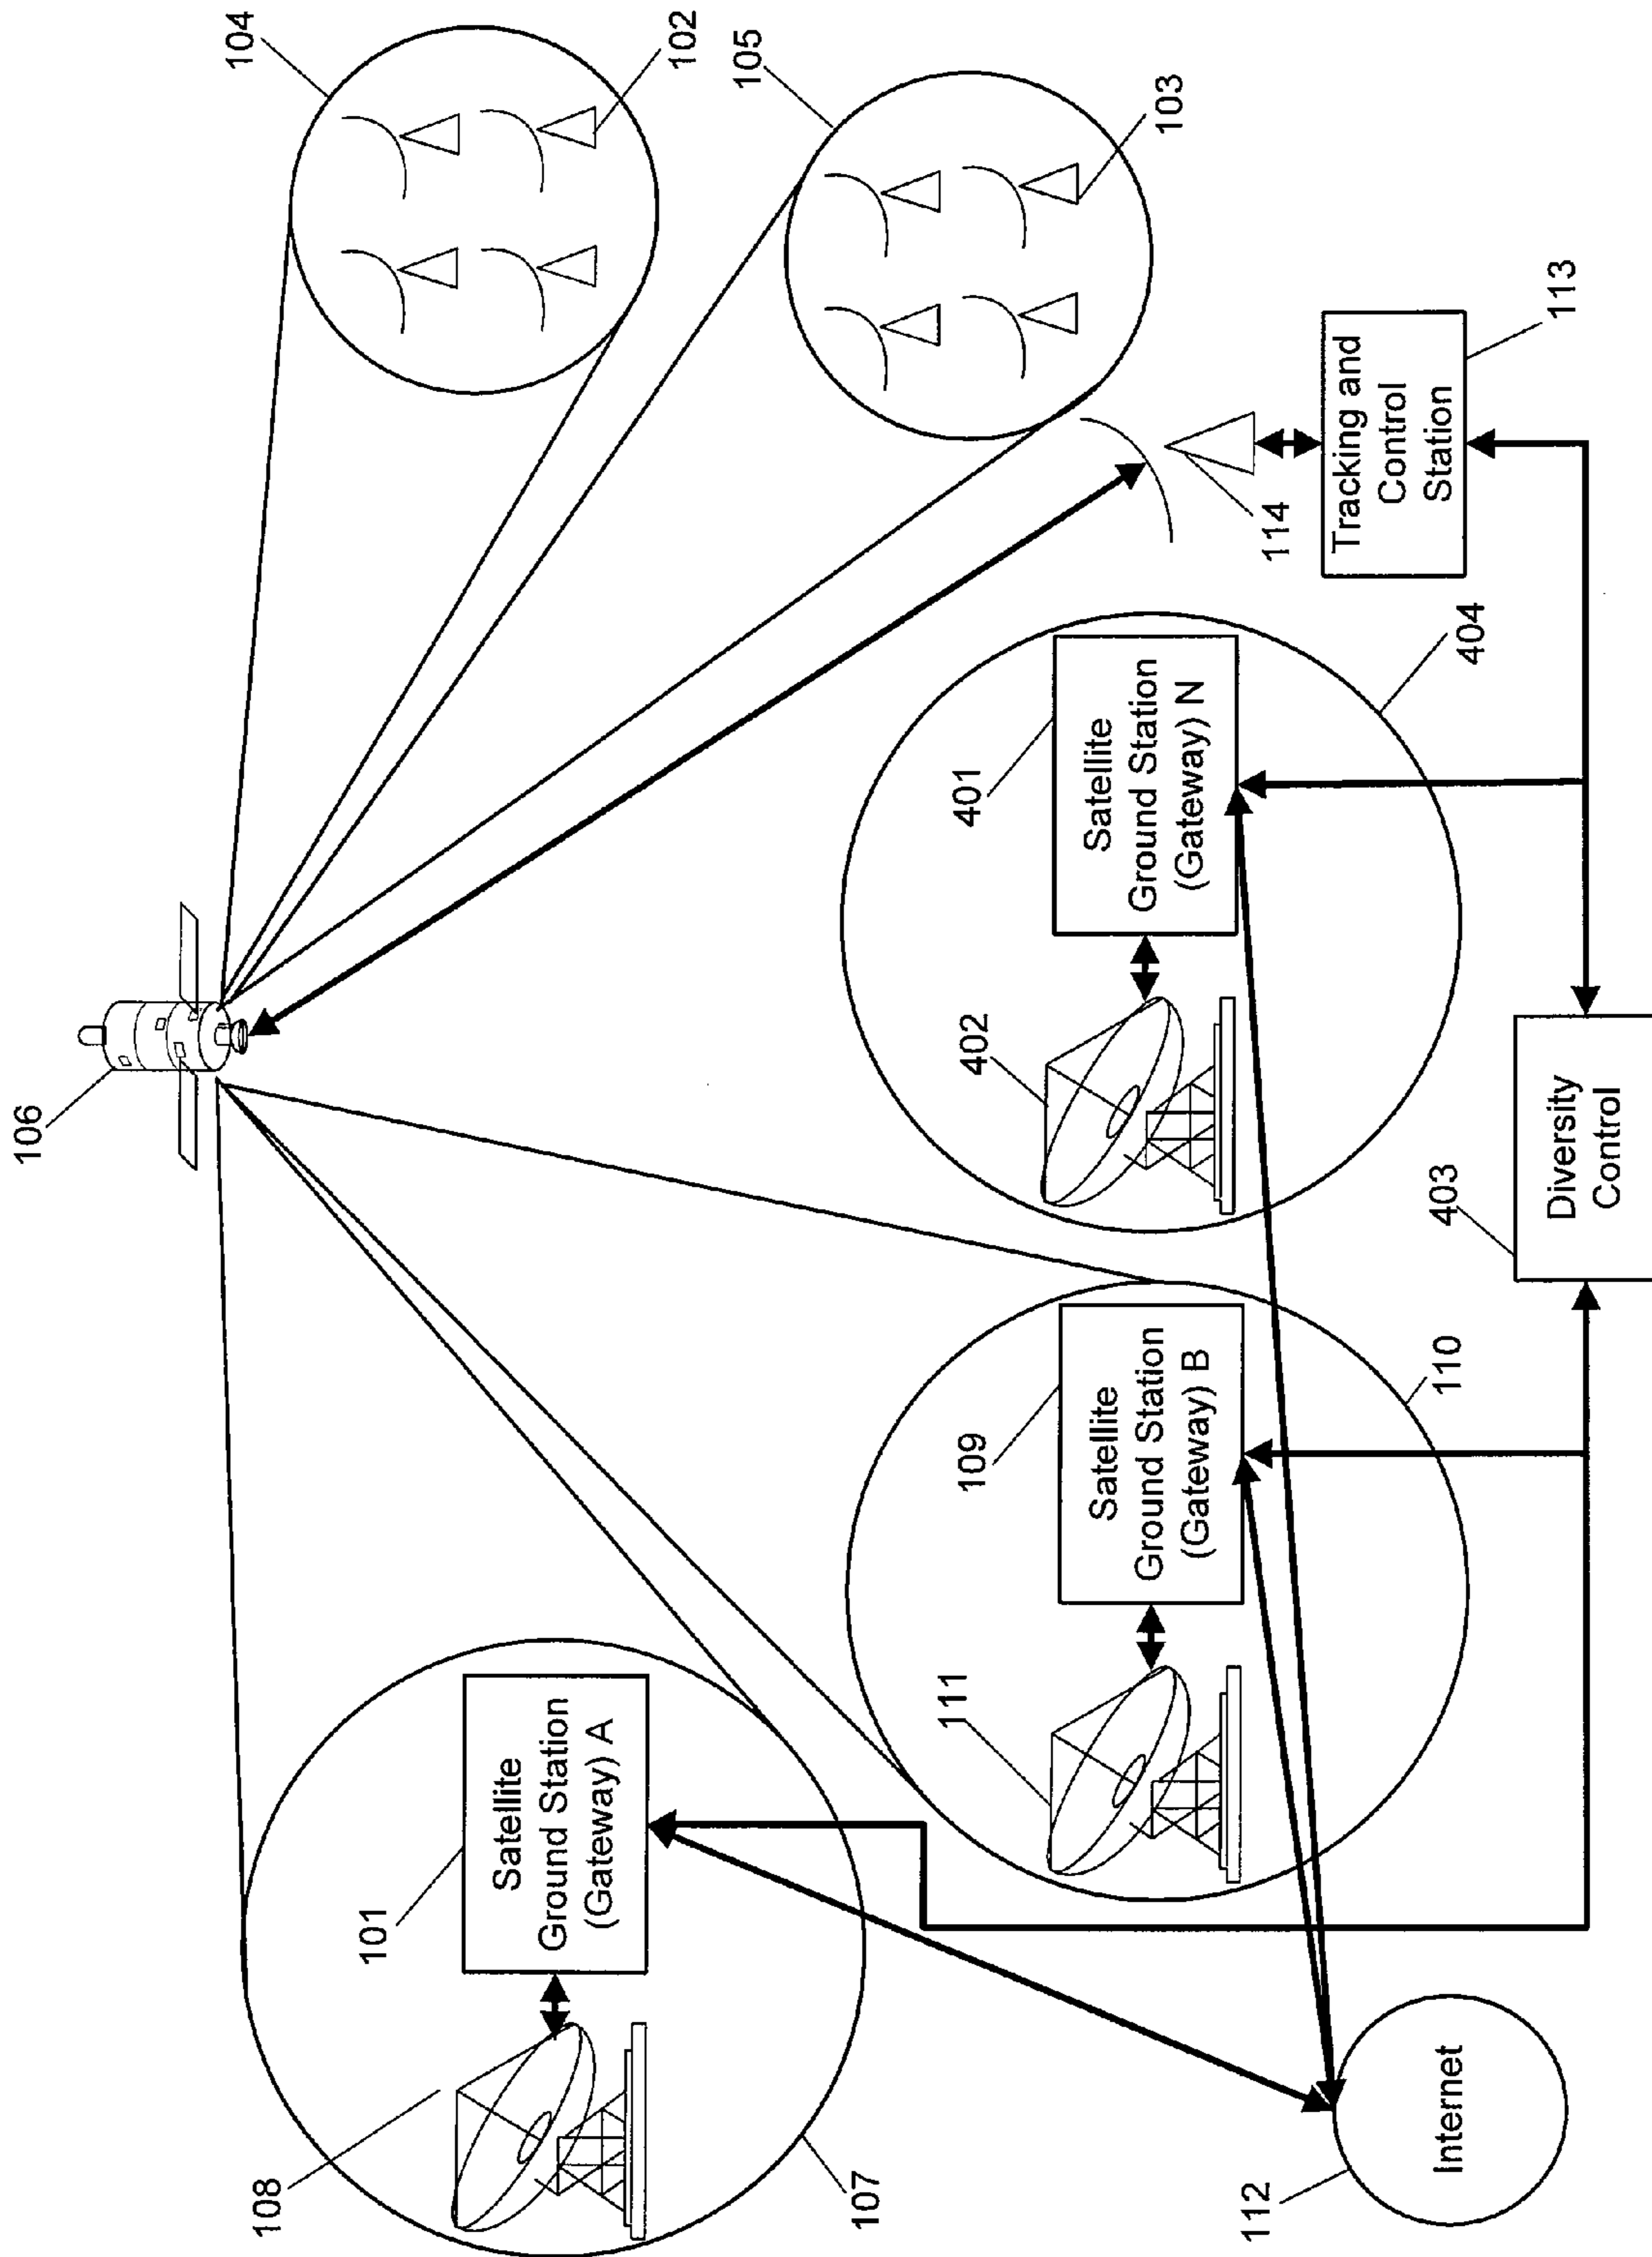 106
104
102
105
103
108
101
Satellite
Ground Station
(Gateway) A
107
111
109
Satellite
Ground Station
(Gateway) B
110
402
401
Satellite
Ground Station
(Gateway) N
404
114
Tracking and
Control
Station
113
112
Internet
403
Diversity
Control